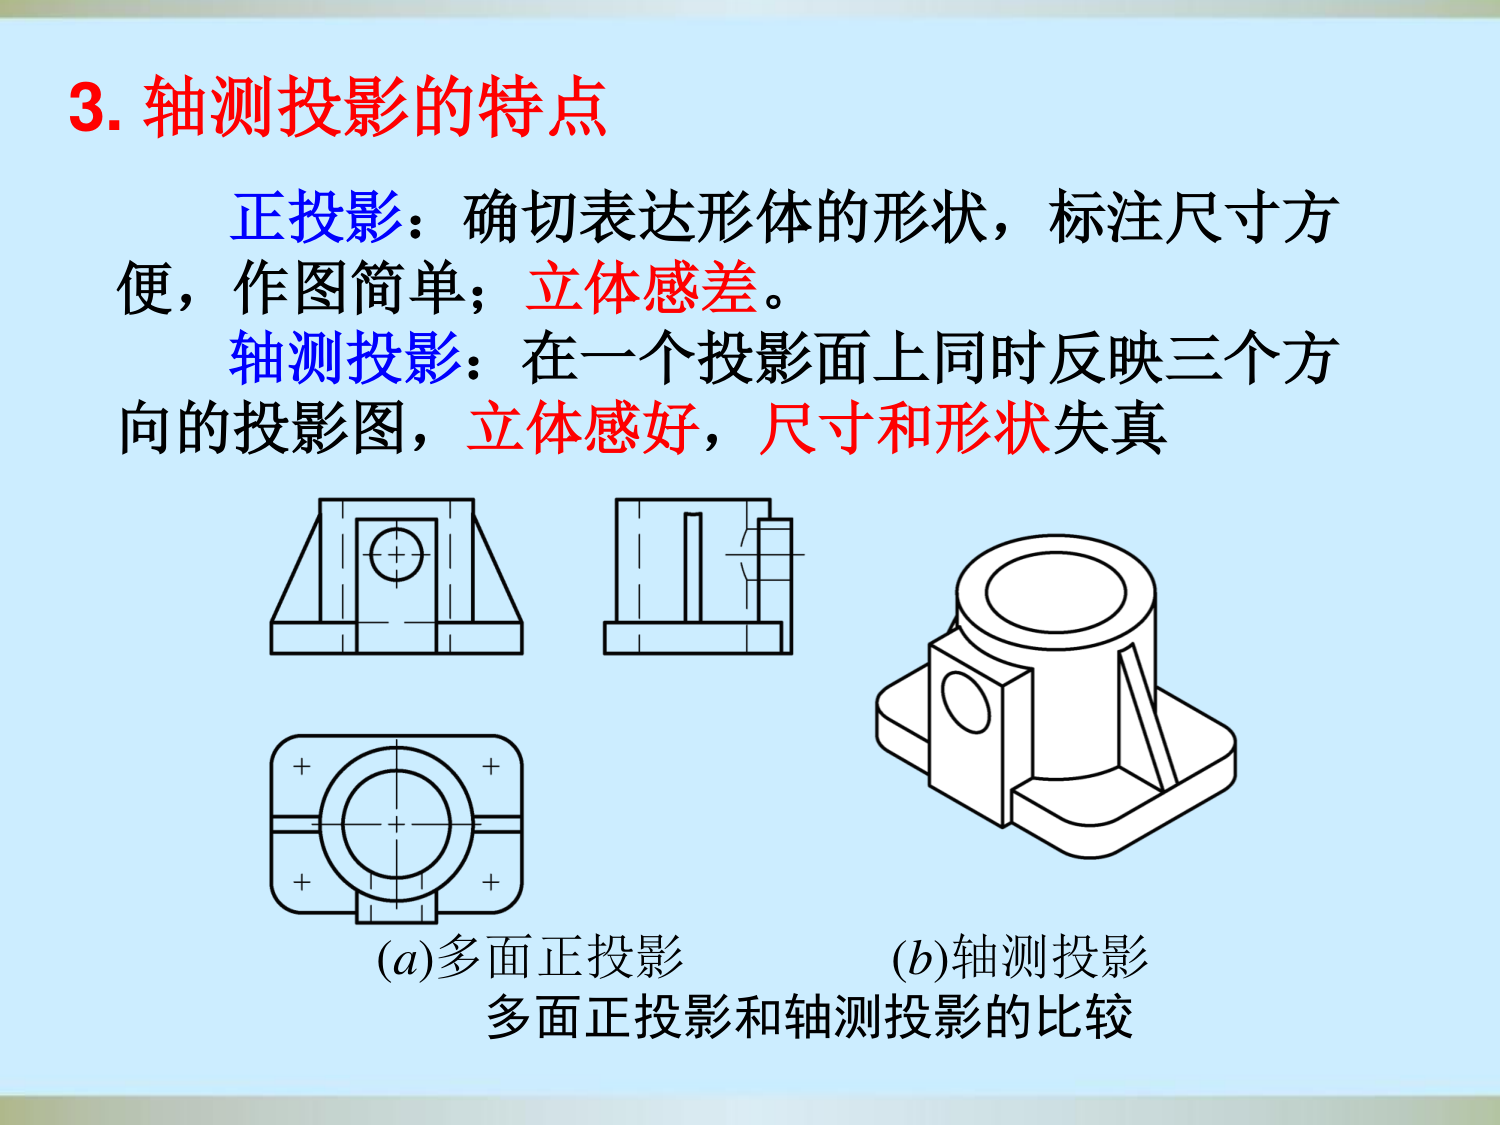 3. 轴测投影的特点
正投影：确切表达形体的形状，标注尺寸方
便，作图简单；立体感差。
轴测投影：在一个投影面上同时反映三个方
向的投影图，立体感好，尺寸和形状失真
(a)多面正投影
(b)轴测投影
多面正投影和轴测投影的比较